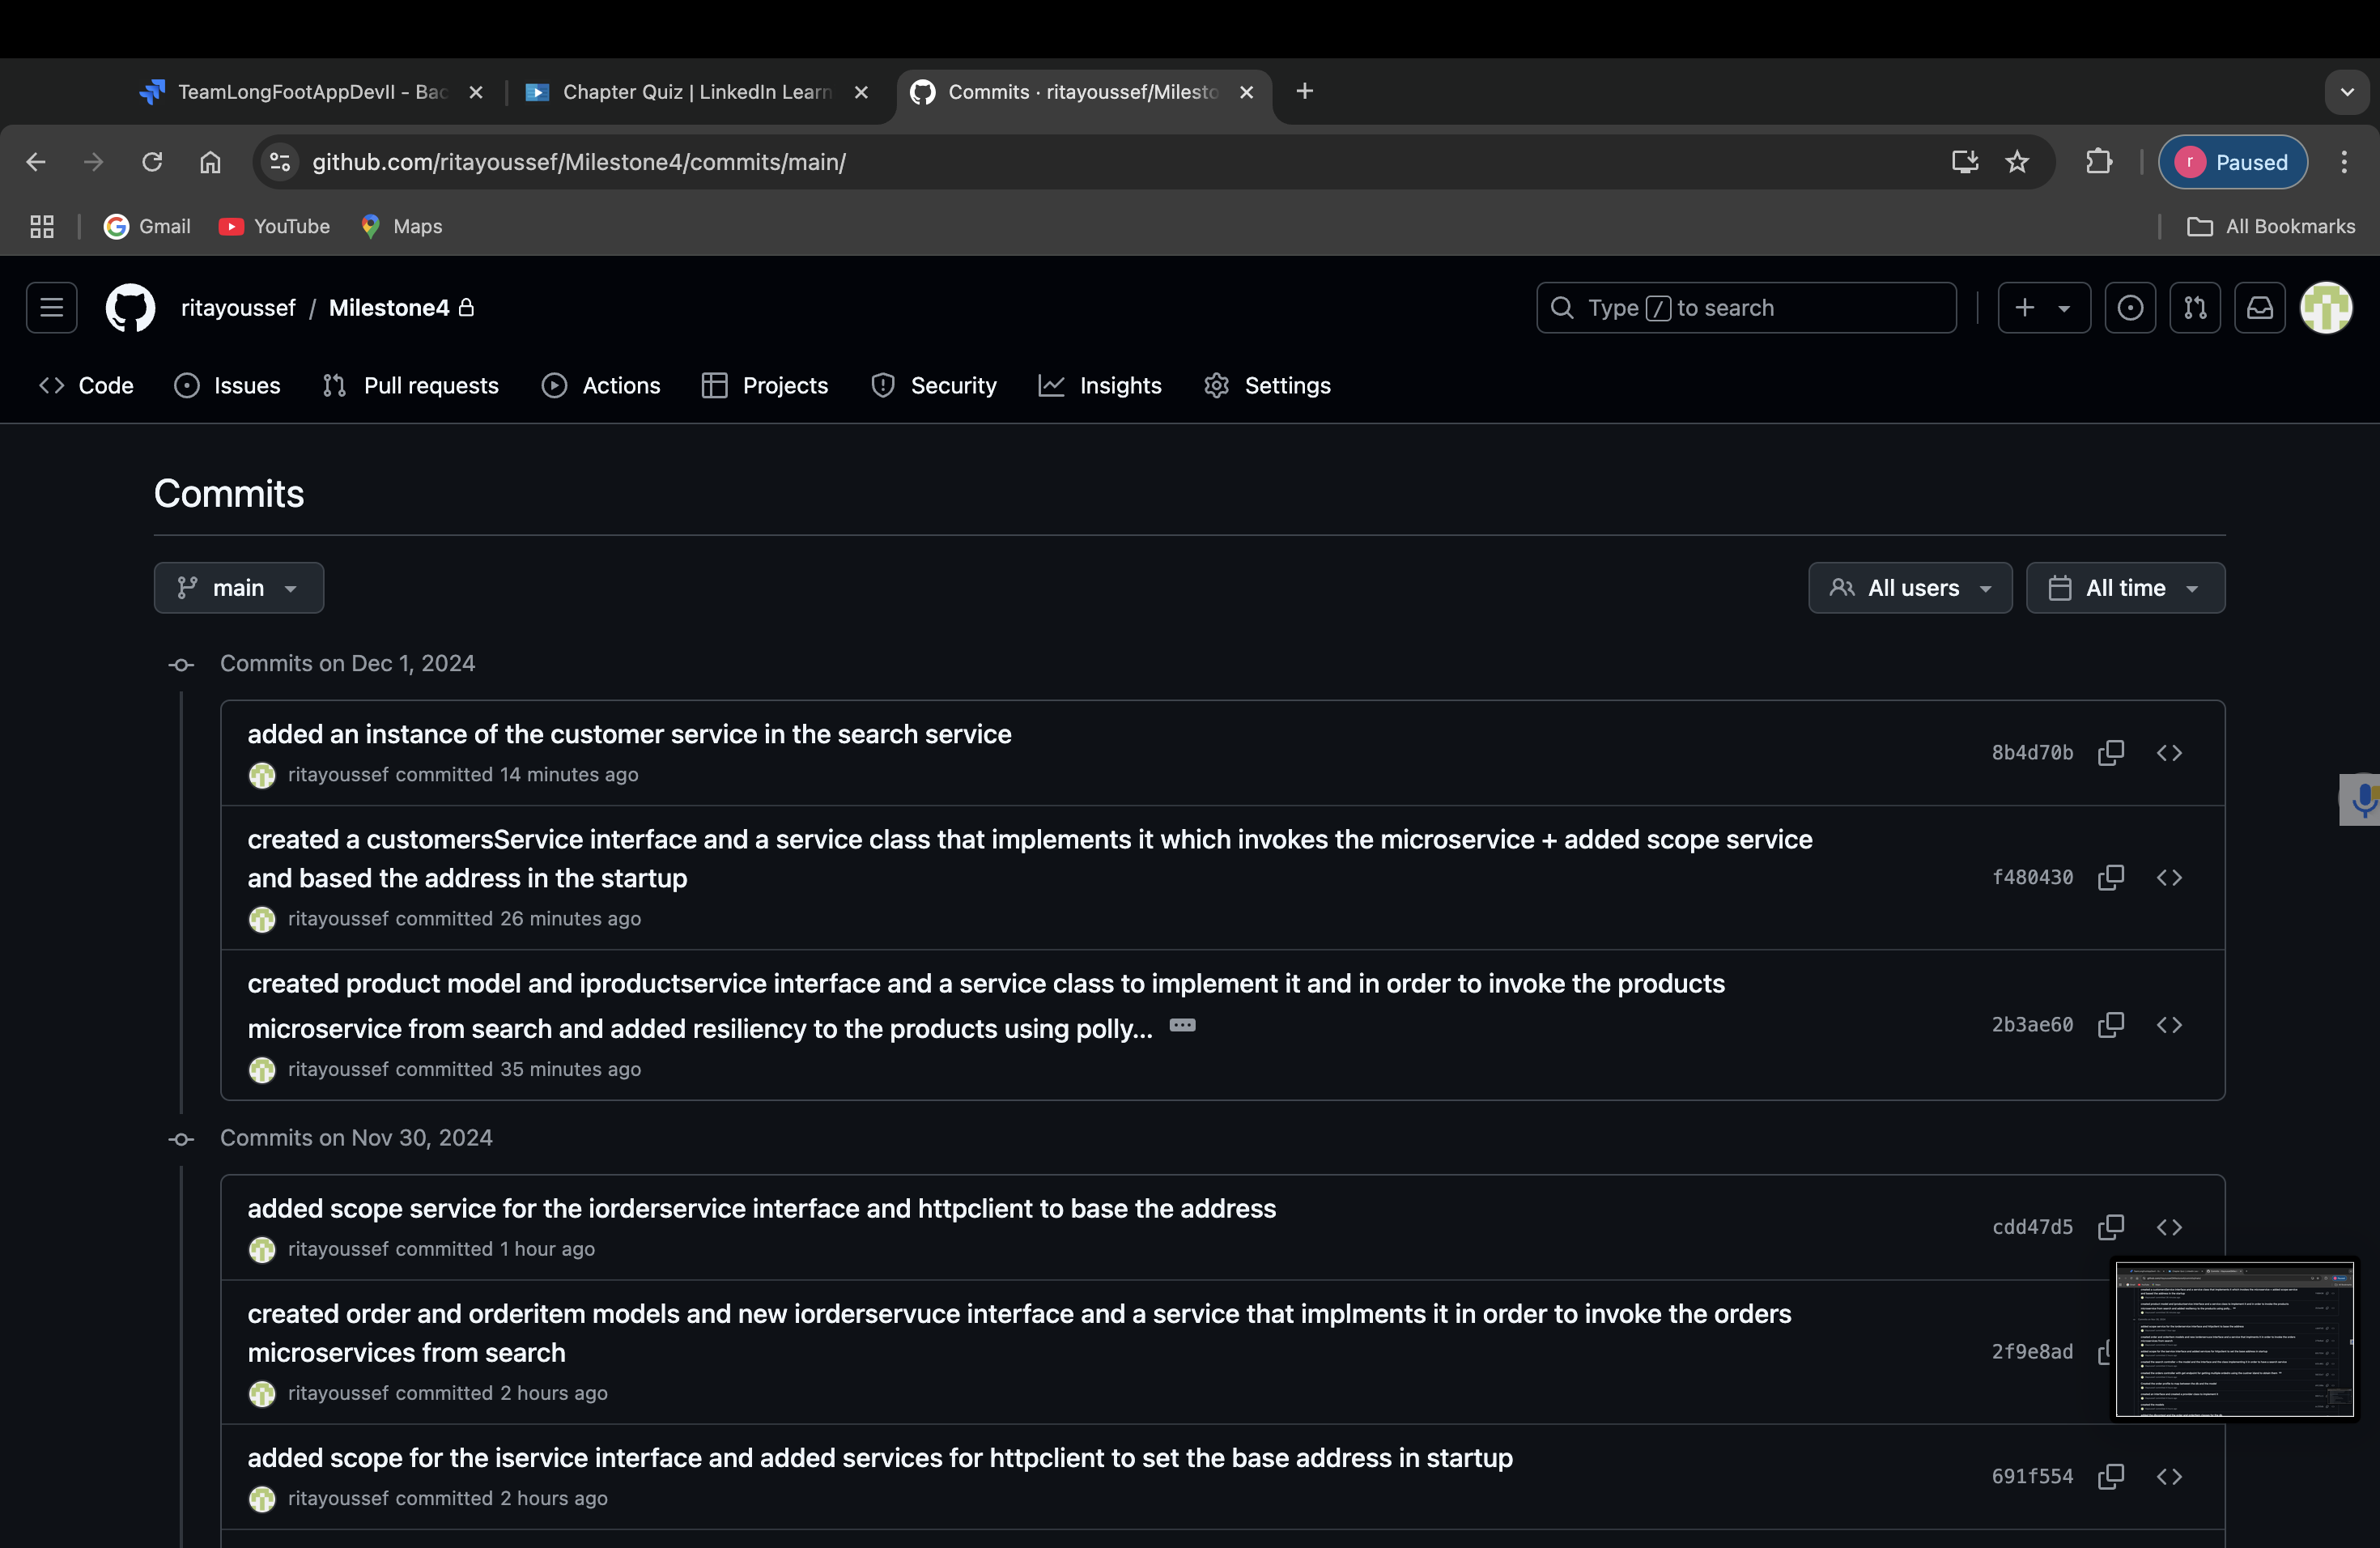 TeamLongFootAppDevII - Bac
Chapter Quiz | LinkedIn Learn
Commits · ritayoussef/Milesto
github.com/ritayoussef/Milestone4/commits/main/
r Paused
Gmail YouTube Maps All Bookmarks
ritayoussef / Milestone4
Type / to search
Code Issues Pull requests Actions Projects Security Insights Settings
Commits
main All users All time
Commits on Dec 1, 2024
added an instance of the customer service in the search service
ritayoussef committed 14 minutes ago
8b4d70b
created a customersService interface and a service class that implements it which invokes the microservice + added scope service
and based the address in the startup
ritayoussef committed 26 minutes ago
f480430
created product model and iproductservice interface and a service class to implement it and in order to invoke the products
microservice from search and added resiliency to the products using polly...
ritayoussef committed 35 minutes ago
2b3ae60
Commits on Nov 30, 2024
added scope service for the iorderservice interface and httpclient to base the address
ritayoussef committed 1 hour ago
cdd47d5
created order and orderitem models and new iorderservuce interface and a service that implments it in order to invoke the orders
microservices from search
ritayoussef committed 2 hours ago
2f9e8ad
added scope for the iservice interface and added services for httpclient to set the base address in startup
ritayoussef committed 2 hours ago
691f554